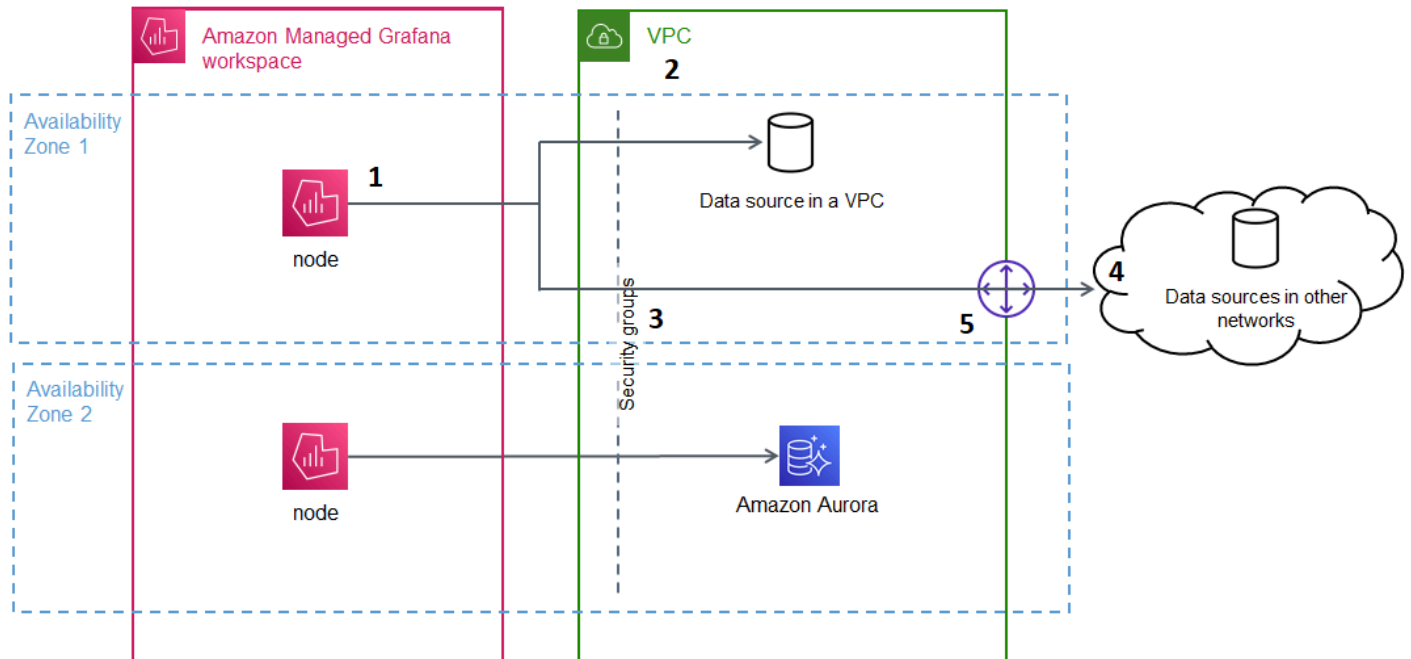 Amazon Managed Grafana
workspace
VPC
2
Availability
Zone 1
1
node
Data source in a VPC
Security groups
3
5
4
Data sources in other
networks
Availability
Zone 2
node
Amazon Aurora